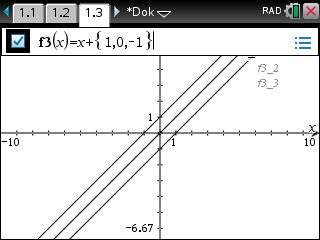 1.1 1.2 1.3 *Dok RAD
f3(x)=x+{1,0,-1}
f3_2
f3_3
1
x
-10 1 10
-6.67